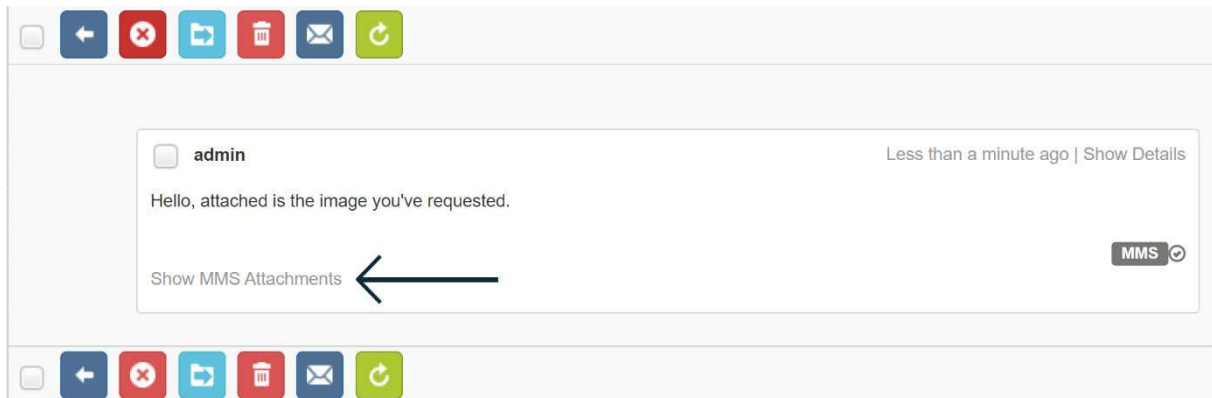 admin
Less than a minute ago | Show Details
Hello, attached is the image you've requested.
MMS
Show MMS Attachments